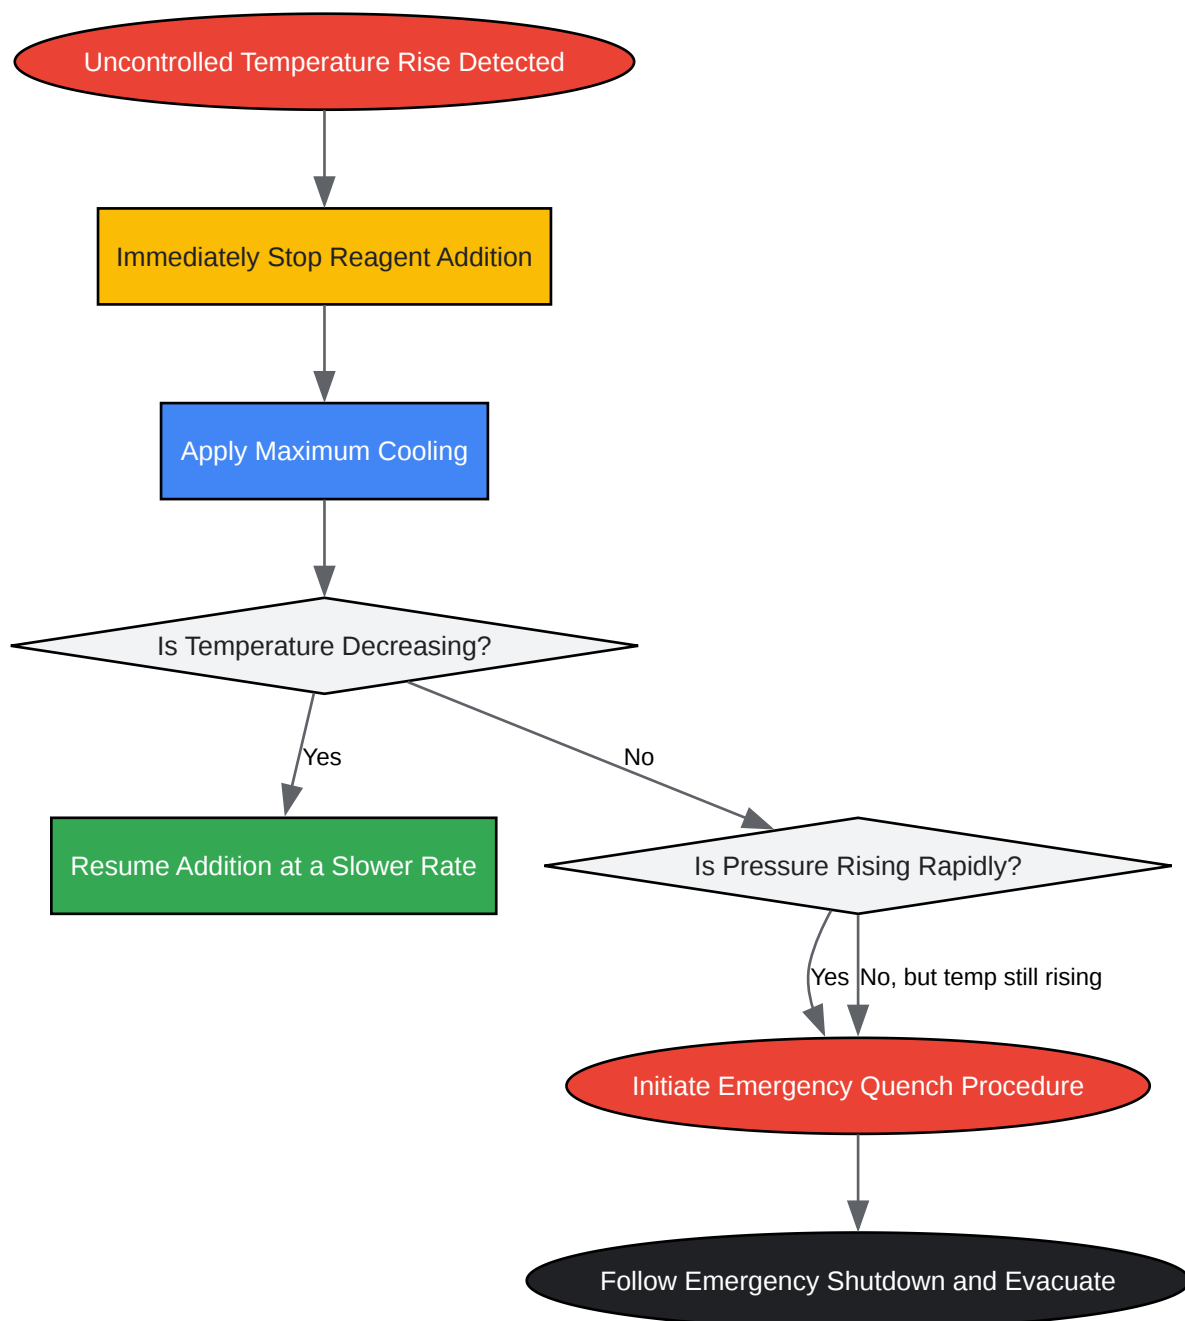 Uncontrolled Temperature Rise Detected
Immediately Stop Reagent Addition
Apply Maximum Cooling
Is Temperature Decreasing?
Yes
No
Resume Addition at a Slower Rate
Is Pressure Rising Rapidly?
Yes
No, but temp still rising
Initiate Emergency Quench Procedure
Follow Emergency Shutdown and Evacuate